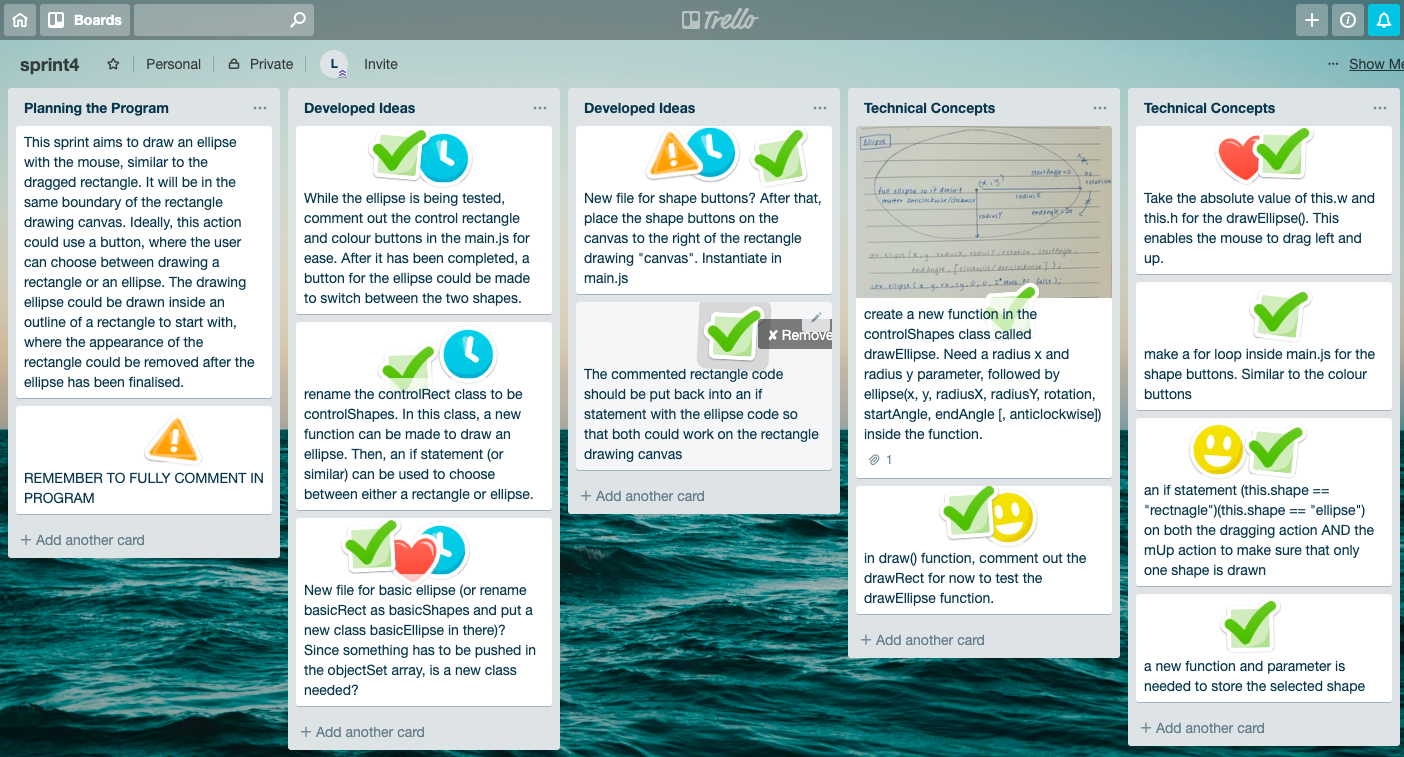 Boards
Trello
sprint4
Personal
Private
L
Invite
... Show Me
Planning the Program
This sprint aims to draw an ellipse
with the mouse, similar to the
dragged rectangle. It will be in the
same boundary of the rectangle
drawing canvas. Ideally, this action
could use a button, where the user
can choose between drawing a
rectangle or an ellipse. The drawing
ellipse could be drawn inside an
outline of a rectangle to start with,
where the appearance of the
rectangle could be removed after the
ellipse has been finalised.
REMEMBER TO FULLY COMMENT IN
PROGRAM
+ Add another card
Developed Ideas
While the ellipse is being tested,
comment out the control rectangle
and colour buttons in the main.js for
ease. After it has been completed, a
button for the ellipse could be made
to switch between the two shapes.
rename the controlRect class to be
controlShapes. In this class, a new
function can be made to draw an
ellipse. Then, an if statement (or
similar) can be used to choose
between either a rectangle or ellipse.
New file for basic ellipse (or rename
basicRect as basicShapes and put a
new class basicEllipse in there)?
Since something has to be pushed in
the objectSet array, is a new class
needed?
+ Add another card
Developed Ideas
New file for shape buttons? After that,
place the shape buttons on the
canvas to the right of the rectangle
drawing "canvas". Instantiate in
main.js
✘ Remove
The commented rectangle code
should be put back into an if
statement with the ellipse code so
that both could work on the rectangle
drawing canvas
+ Add another card
Technical Concepts
Ellipse
(x, y)
startAngle = 0
no
rotation
full ellipse so it doesn't
matter anticlockwise/clockwise
radiusX
radiusY
endAngle = 2π
ctx.ellipse (x, y, radiusX, radiusY, rotation, startAngle,
endAngle, [clockwise/anticlockwise]);
ctx.ellipse (x, y, rx, ry, 0, 0, 2*Math.PI, false);
create a new function in the
controlShapes class called
drawEllipse. Need a radius x and
radius y parameter, followed by
ellipse(x, y, radiusX, radiusY, rotation,
startAngle, endAngle [, anticlockwise])
inside the function.
1
in draw() function, comment out the
drawRect for now to test the
drawEllipse function.
+ Add another card
Technical Concepts
Take the absolute value of this.w and
this.h for the drawEllipse(). This
enables the mouse to drag left and
up.
make a for loop inside main.js for the
shape buttons. Similar to the colour
buttons
an if statement (this.shape ==
"rectnagle")(this.shape == "ellipse")
on both the dragging action AND the
mUp action to make sure that only
one shape is drawn
a new function and parameter is
needed to store the selected shape
+ Add another card